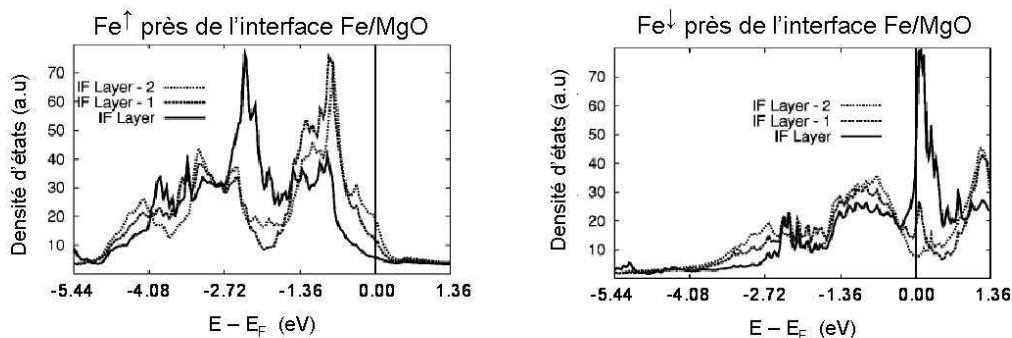 Fe↑ près de l'interface Fe/MgO
Densité d'états (a.u)
70
60
50
40
30
20
10
IF Layer - 2
IF Layer - 1
IF Layer
-5.44 -4.08 -2.72 -1.36 0.00 1.36
E – E_F (eV)
Fe↓ près de l'interface Fe/MgO
Densité d'états (a.u)
70
60
50
40
30
20
10
IF Layer - 2
IF Layer - 1
IF Layer
-5.44 -4.08 -2.72 -1.36 0.00 1.36
E – E_F (eV)